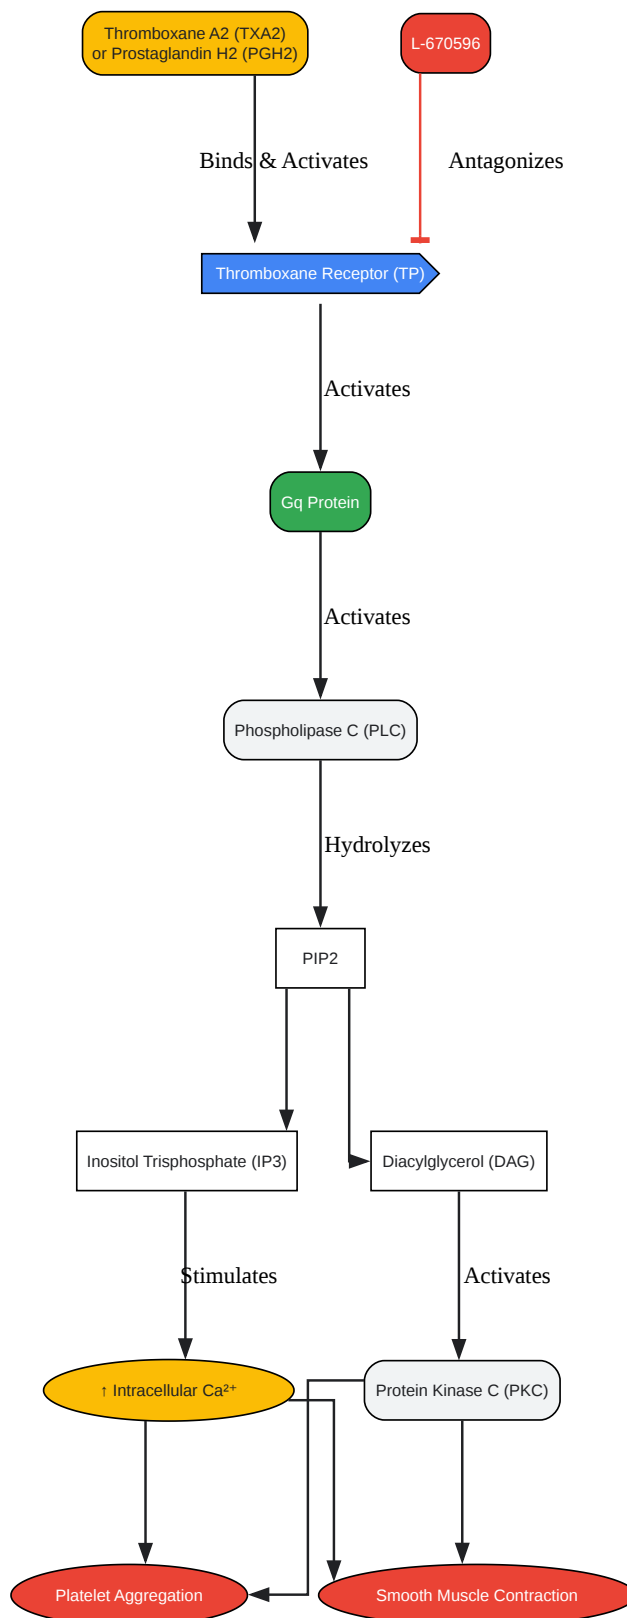 Thromboxane A2 (TXA2)
or Prostaglandin H2 (PGH2)
L-670596
Binds & Activates
Antagonizes
Thromboxane Receptor (TP)
Activates
Gq Protein
Activates
Phospholipase C (PLC)
Hydrolyzes
PIP2
Inositol Trisphosphate (IP3)
Diacylglycerol (DAG)
Stimulates
Activates
↑ Intracellular Ca²⁺
Protein Kinase C (PKC)
Platelet Aggregation
Smooth Muscle Contraction